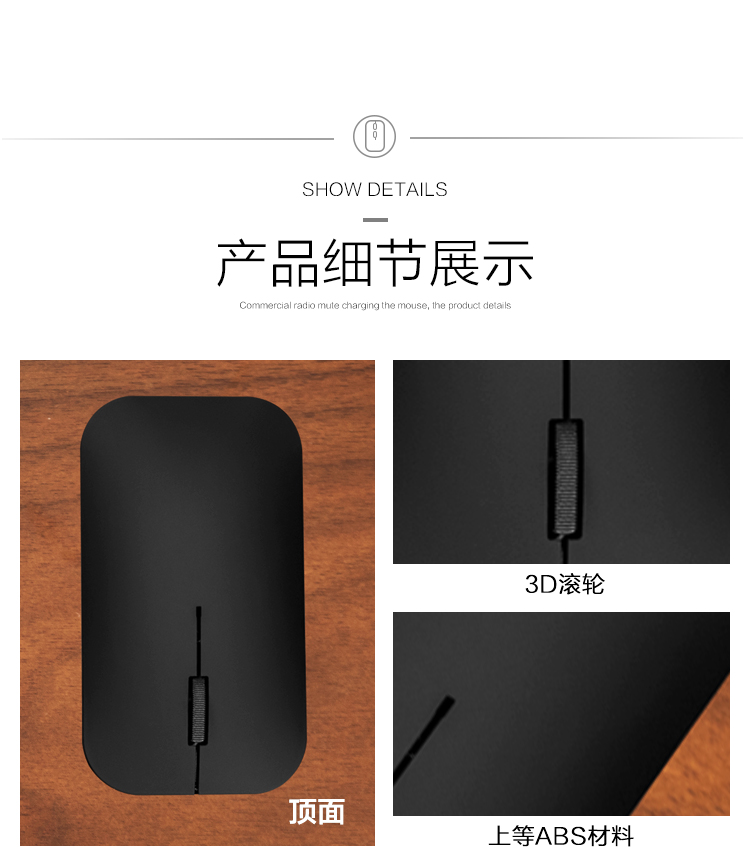 SHOW DETAILS
产品细节展示
Commercial radio mute charging the mouse, the product details
顶面
3D滚轮
上等ABS材料